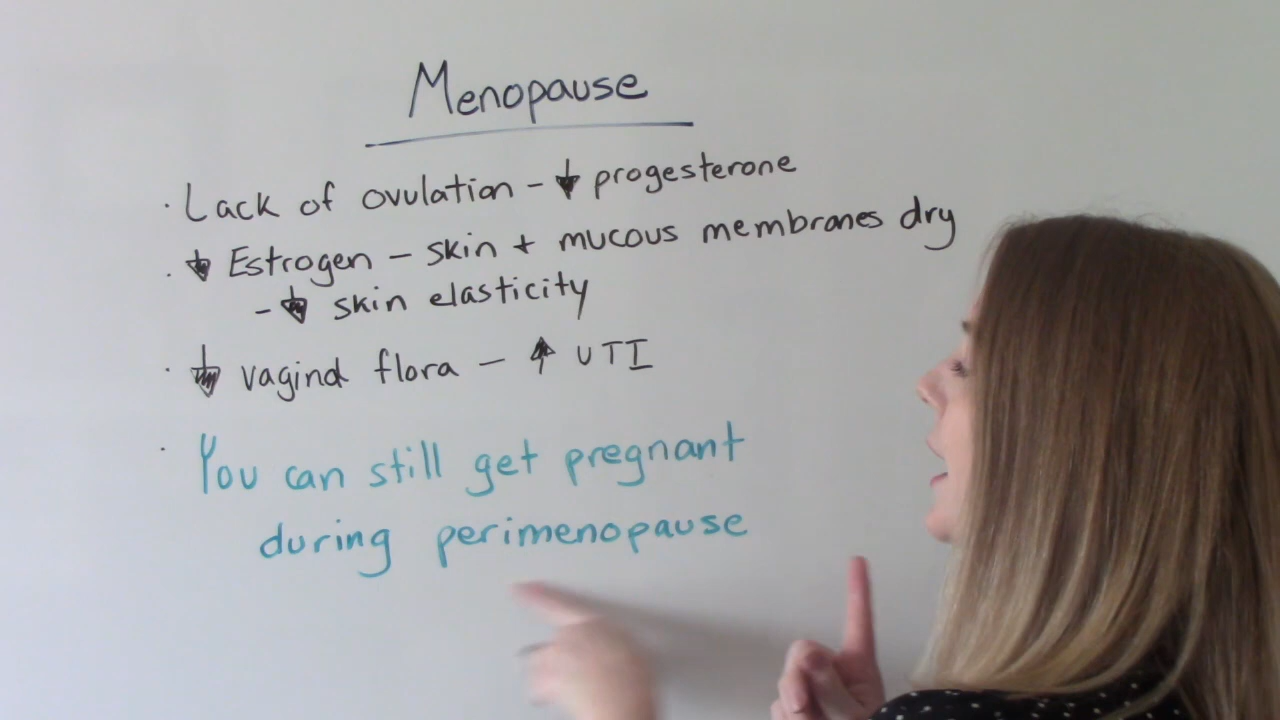 Menopause
· Lack of ovulation - ↓ progesterone
· ↓ Estrogen - skin + mucous membranes dry
- ↓ skin elasticity
· ↓ vaginal flora - ↑ UTI
· You can still get pregnant
during perimenopause